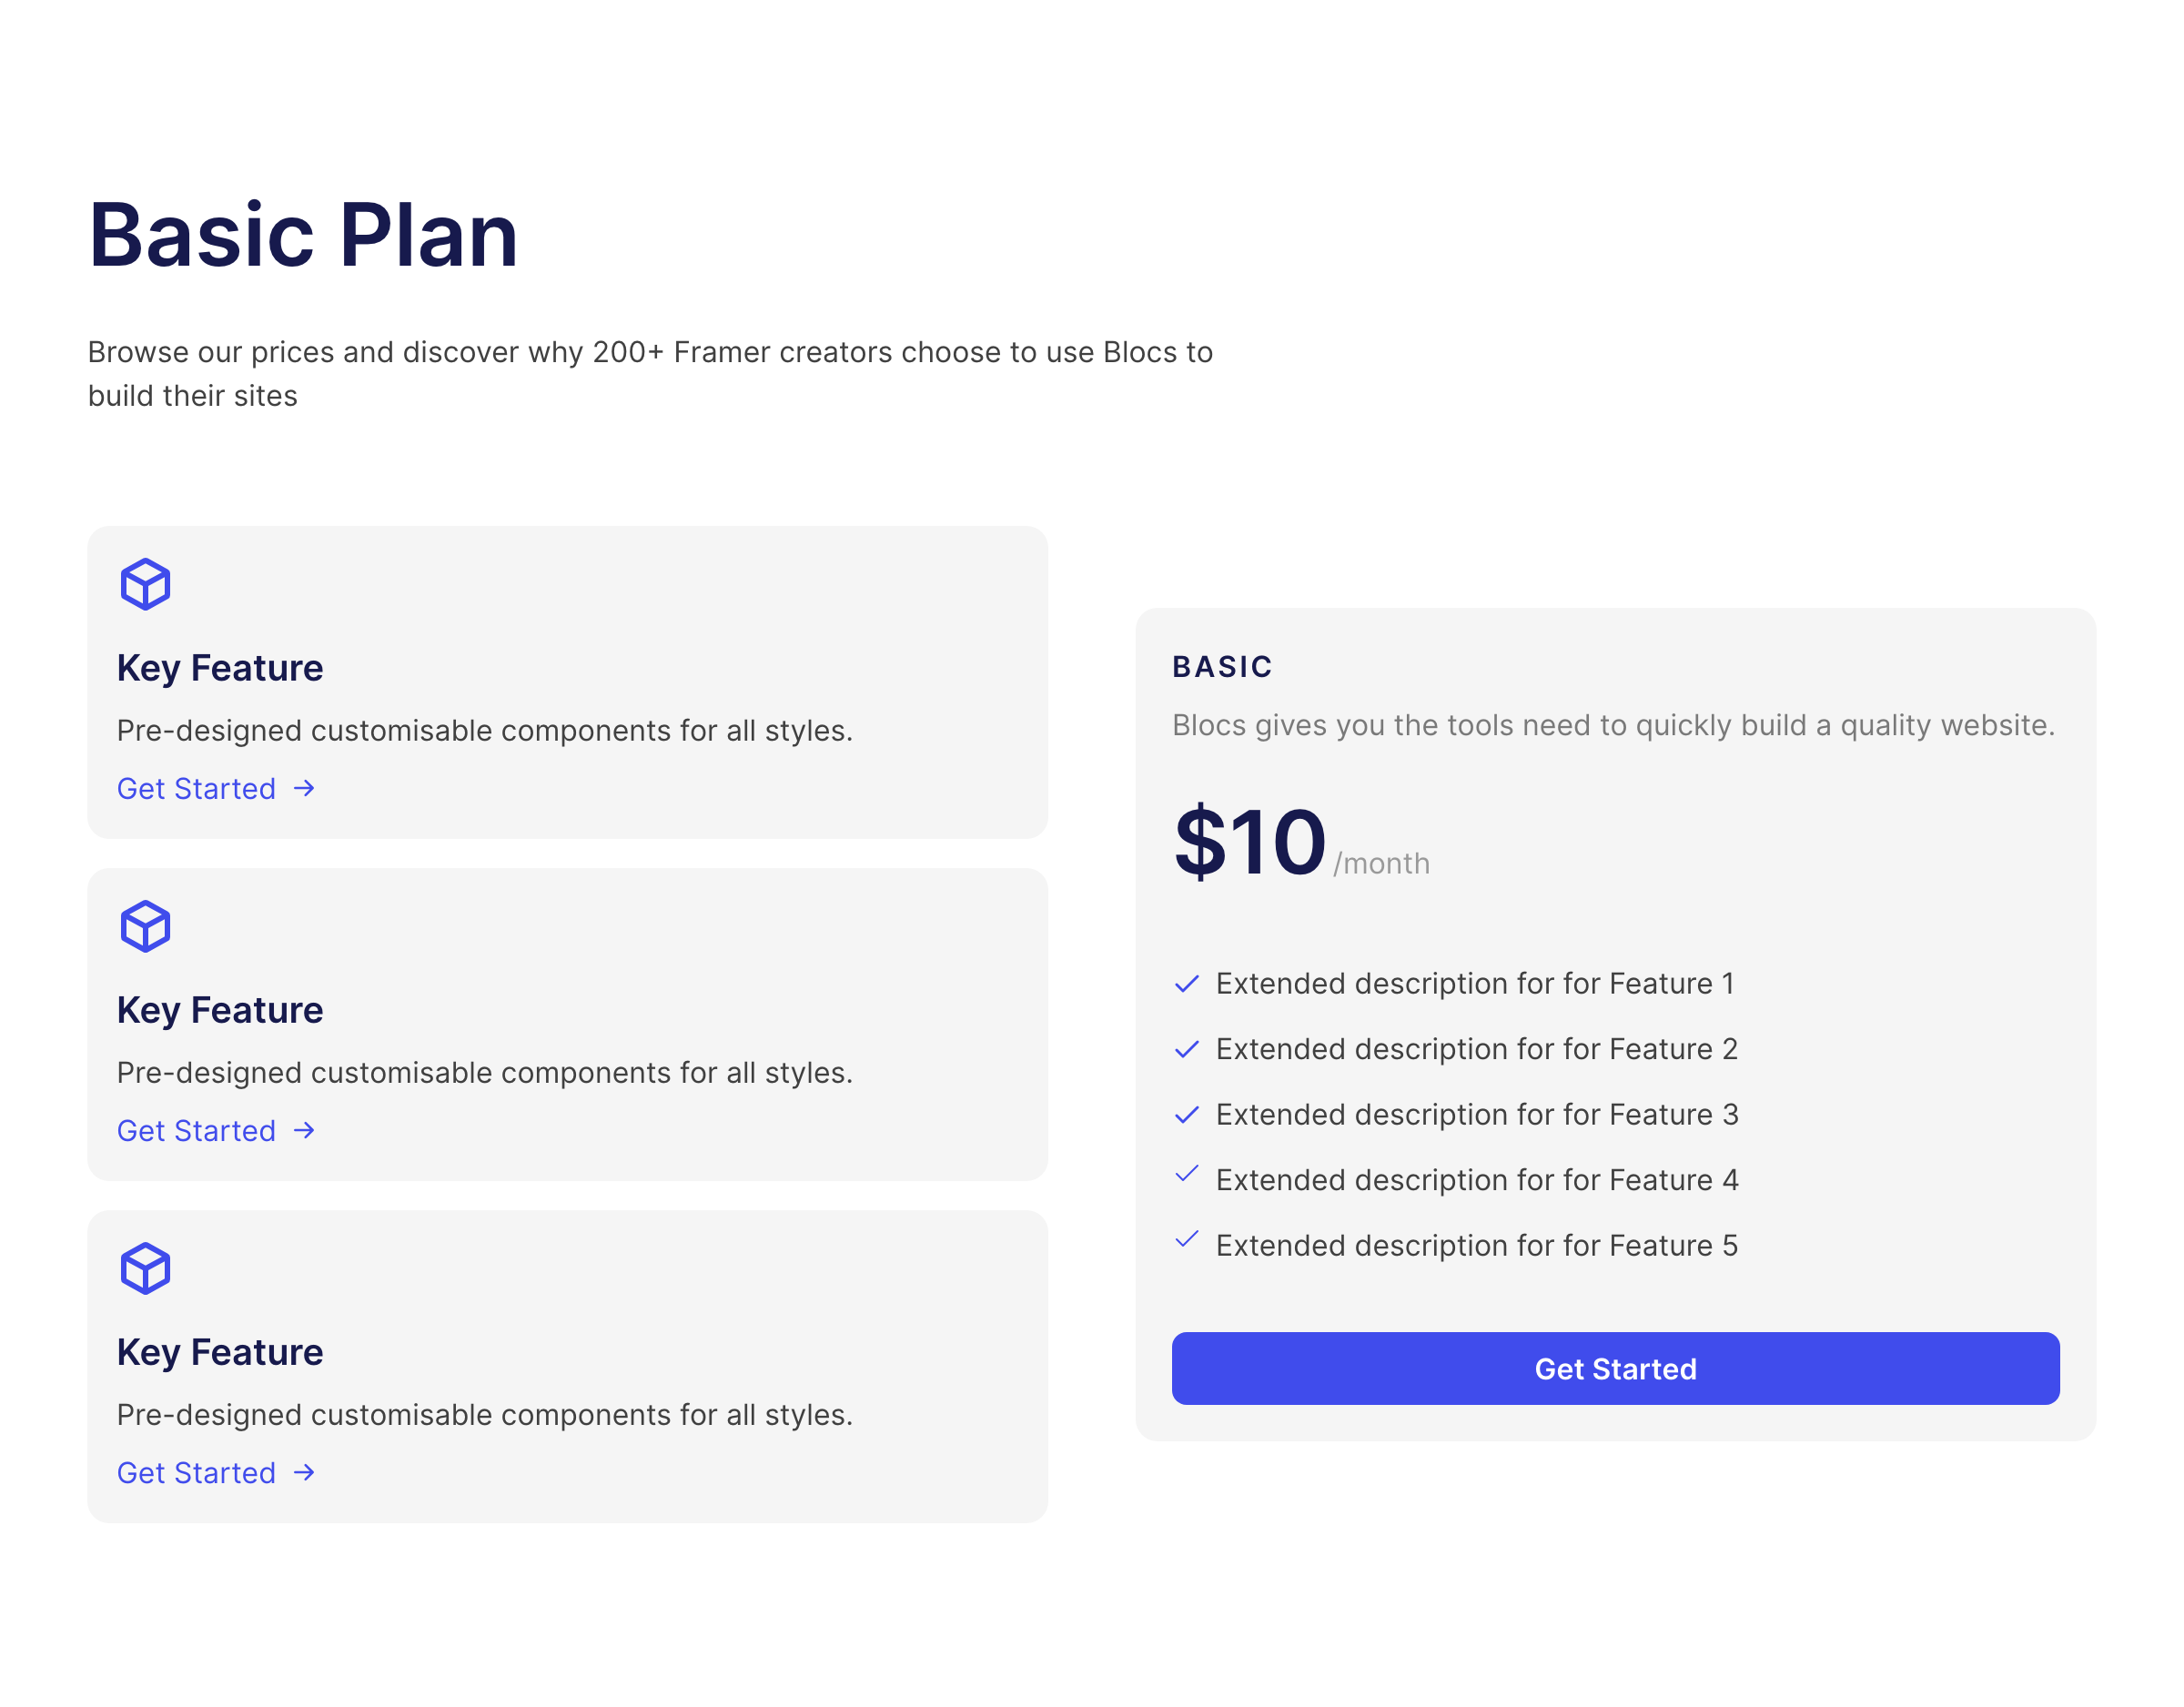 Basic Plan
Browse our prices and discover why 200+ Framer creators choose to use Blocs to
build their sites
Key Feature
Pre-designed customisable components for all styles.
Get Started
Key Feature
Pre-designed customisable components for all styles.
Get Started
Key Feature
Pre-designed customisable components for all styles.
Get Started
BASIC
Blocs gives you the tools need to quickly build a quality website.
$10 /month
Extended description for for Feature 1
Extended description for for Feature 2
Extended description for for Feature 3
Extended description for for Feature 4
Extended description for for Feature 5
Get Started